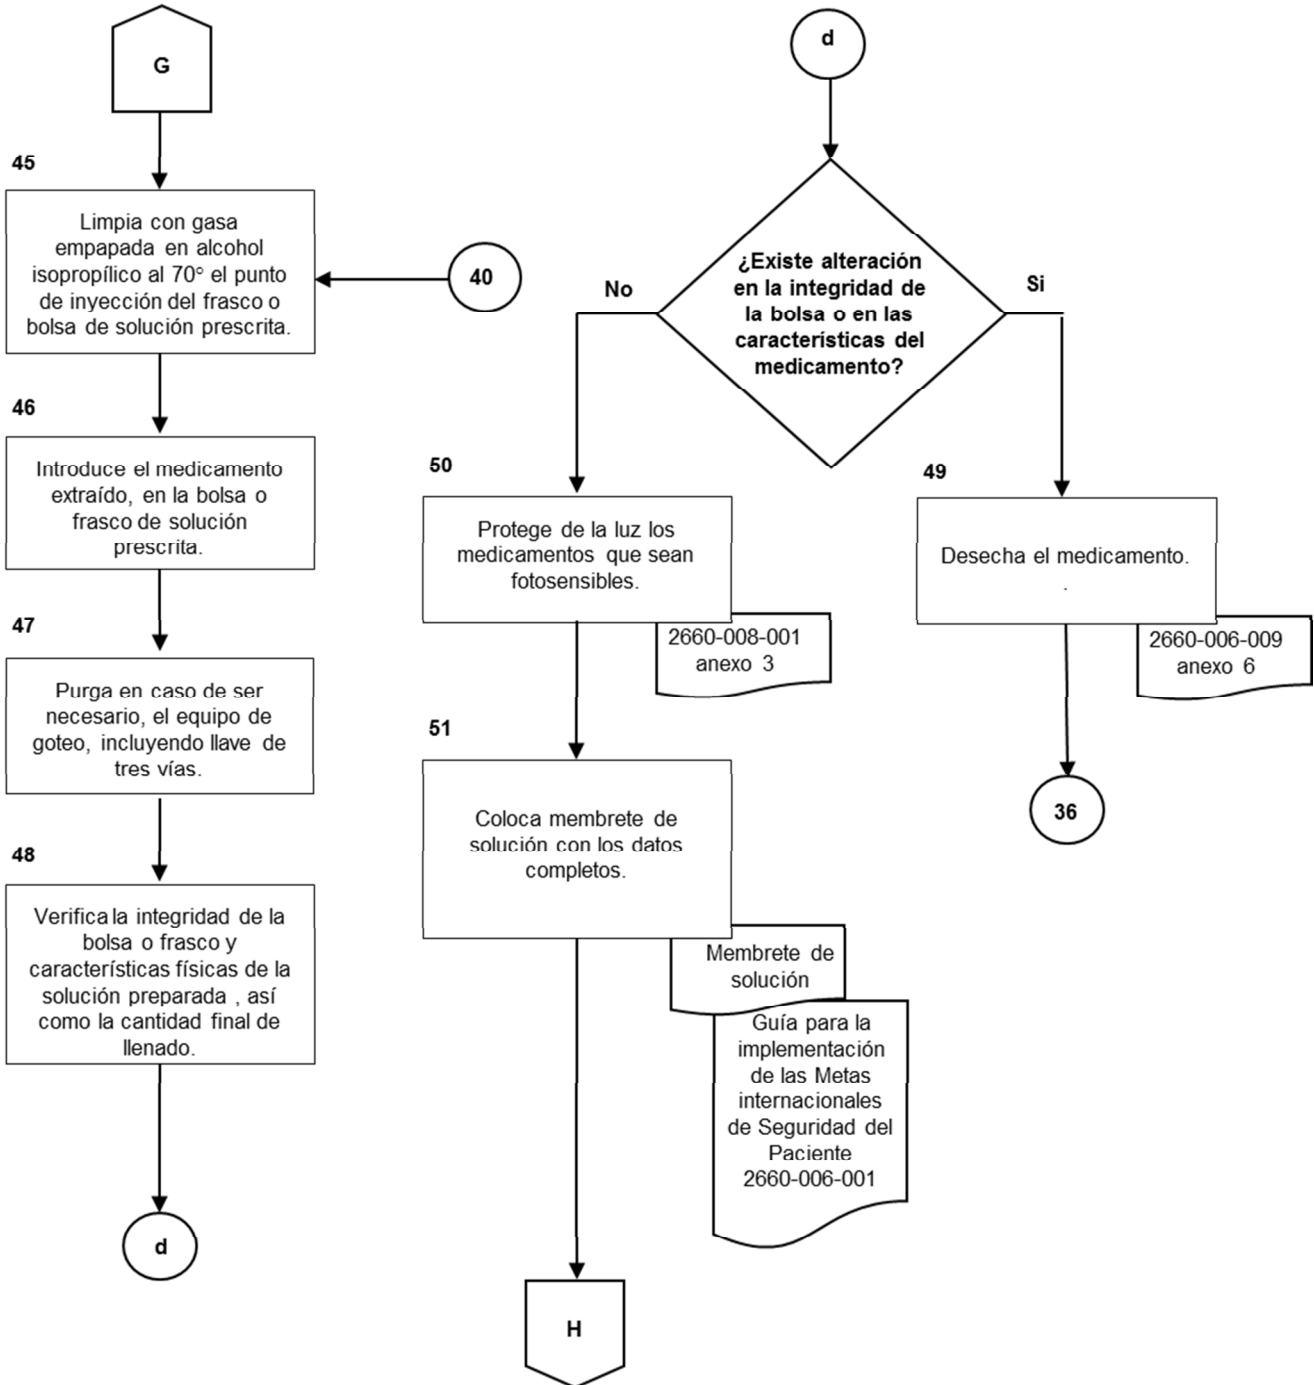 G
45
Limpia con gasa
empapada en alcohol
isopropílico al 70° el punto
de inyección del frasco o
bolsa de solución prescrita.
40
46
Introduce el medicamento
extraído, en la bolsa o
frasco de solución
prescrita.
47
Purga en caso de ser
necesario, el equipo de
goteo, incluyendo llave de
tres vías.
48
Verifica la integridad de la
bolsa o frasco y
características físicas de la
solución preparada , así
como la cantidad final de
llenado.
d
d
¿Existe alteración
en la integridad de
la bolsa o en las
características del
medicamento?
No
Si
50
Protege de la luz los
medicamentos que sean
fotosensibles.
2660-008-001
anexo 3
49
Desecha el medicamento.
.
2660-006-009
anexo 6
36
51
Coloca membrete de
solución con los datos
completos.
Membrete de
solución
Guía para la
implementación
de las Metas
internacionales
de Seguridad del
Paciente
2660-006-001
H